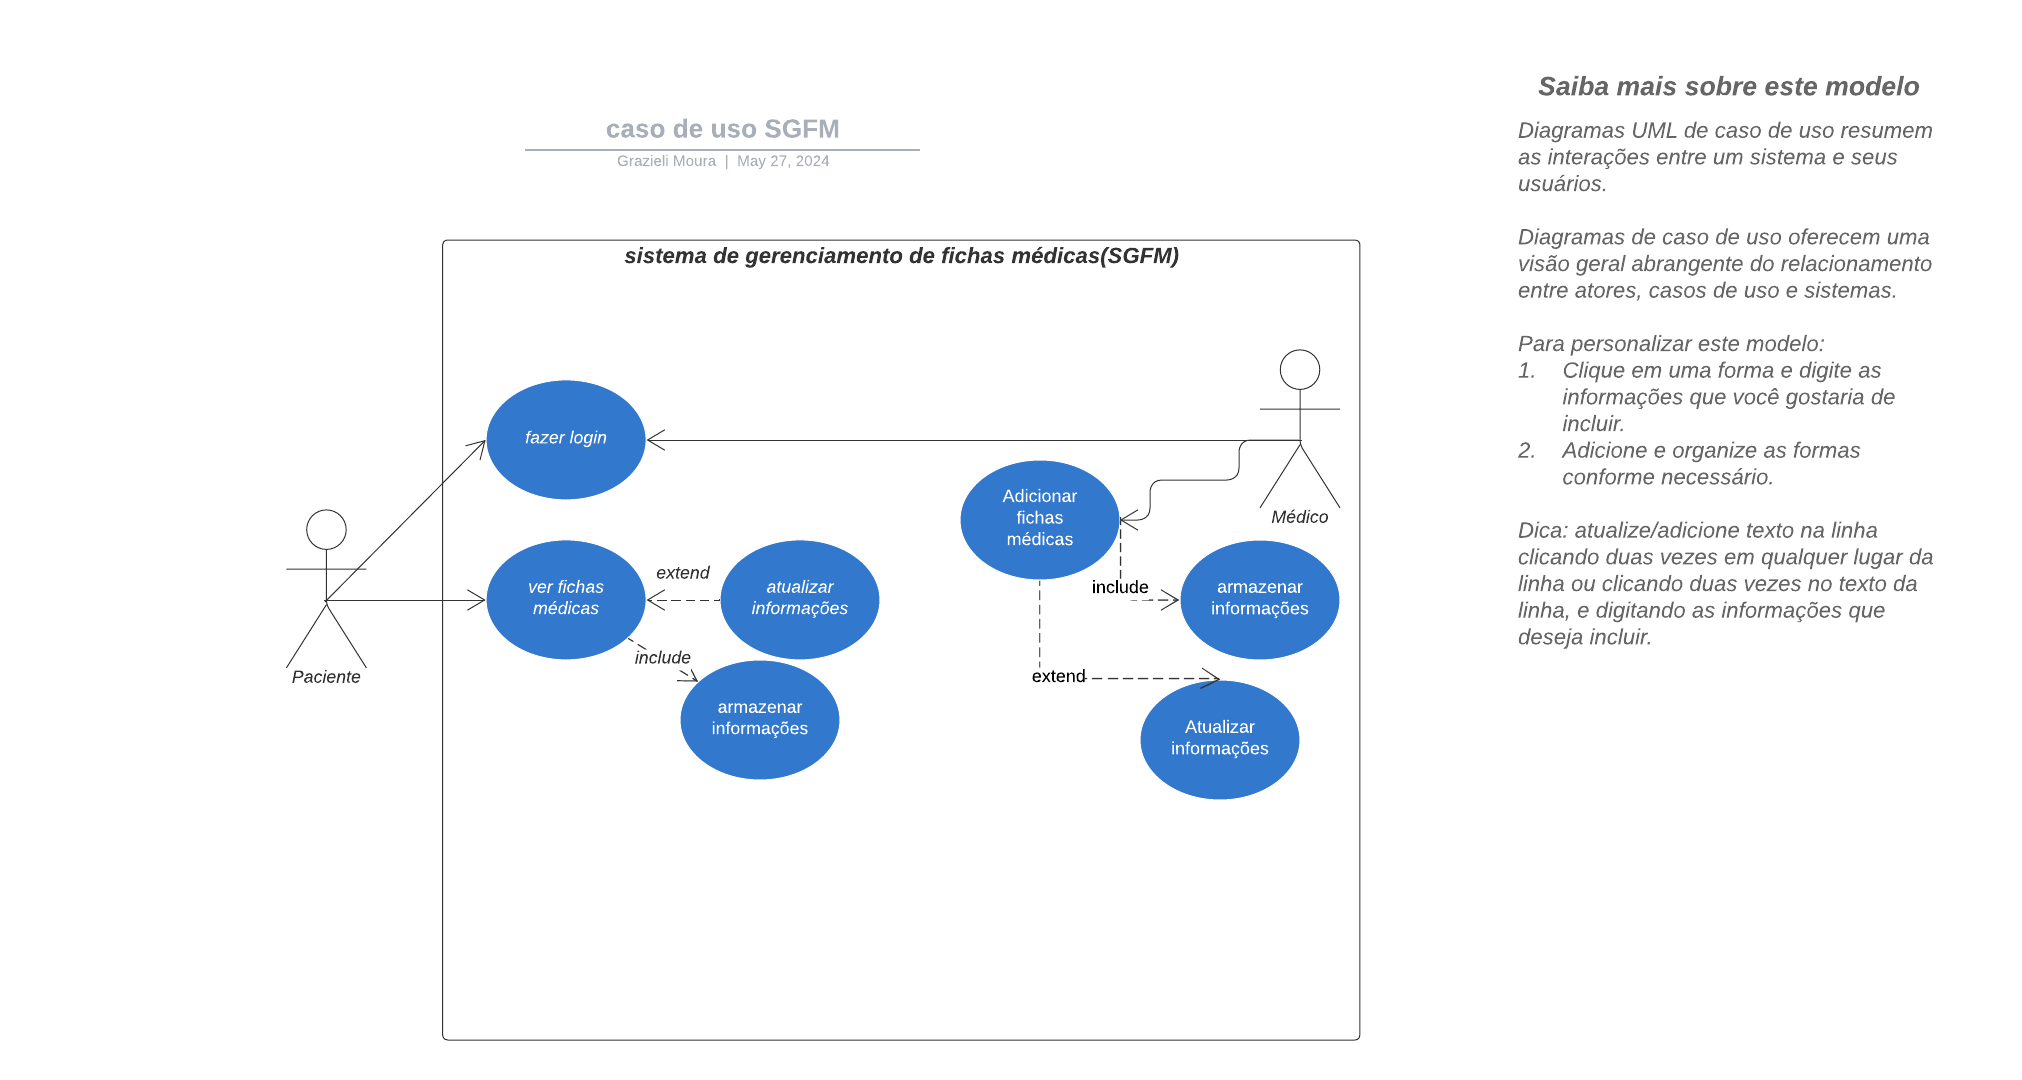 caso de uso SGFM
Grazieli Moura | May 27, 2024
sistema de gerenciamento de fichas médicas(SGFM)
fazer login
ver fichas
médicas
extend
atualizar
informações
include
armazenar
informações
Paciente
Adicionar
fichas
médicas
Médico
include
armazenar
informações
extend
Atualizar
informações
Saiba mais sobre este modelo
Diagramas UML de caso de uso resumem
as interações entre um sistema e seus
usuários.
Diagramas de caso de uso oferecem uma
visão geral abrangente do relacionamento
entre atores, casos de uso e sistemas.
Para personalizar este modelo:
1. Clique em uma forma e digite as
informações que você gostaria de
incluir.
2. Adicione e organize as formas
conforme necessário.
Dica: atualize/adicione texto na linha
clicando duas vezes em qualquer lugar da
linha ou clicando duas vezes no texto da
linha, e digitando as informações que
deseja incluir.